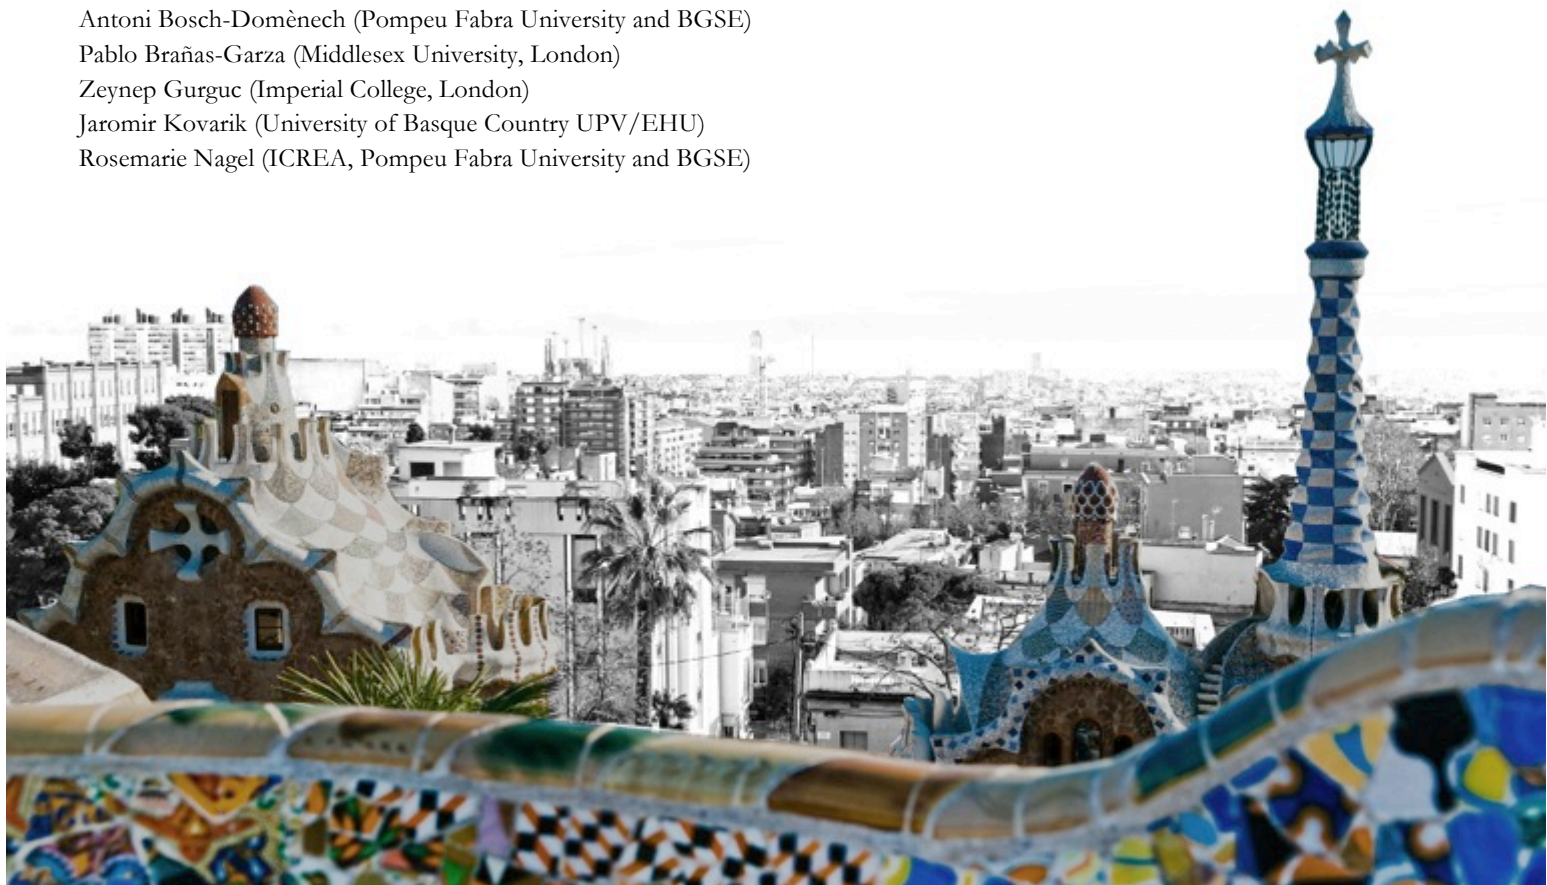 Antoni Bosch-Domènech (Pompeu Fabra University and BGSE)
Pablo Brañas-Garza (Middlesex University, London)
Zeynep Gurguc (Imperial College, London)
Jaromir Kovarik (University of Basque Country UPV/EHU)
Rosemarie Nagel (ICREA, Pompeu Fabra University and BGSE)